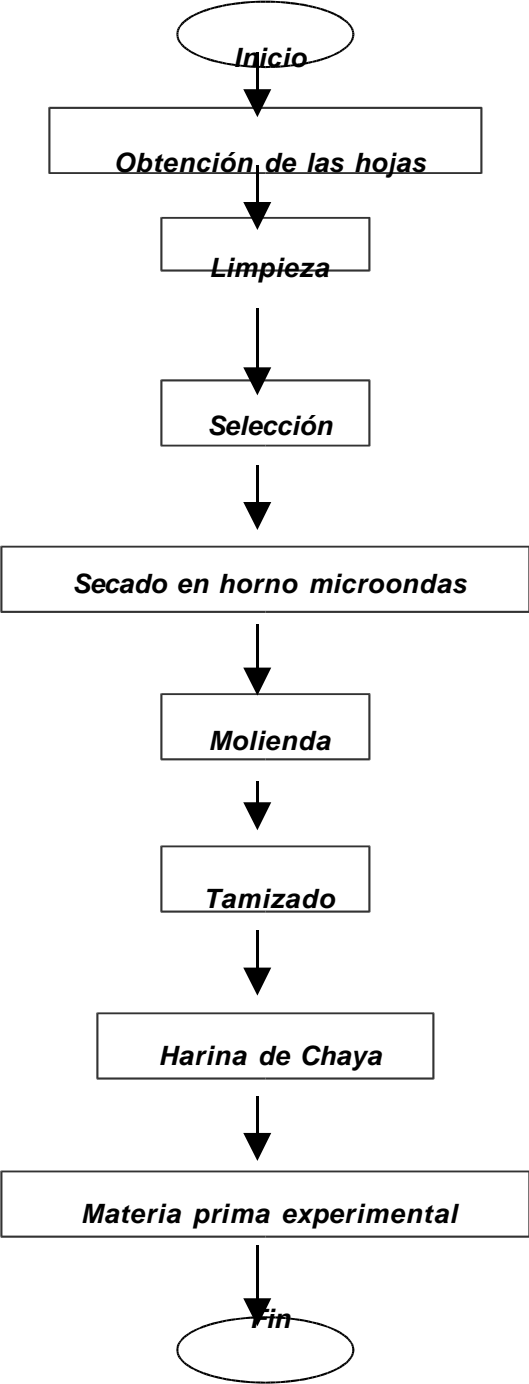 Inicio
Obtención de las hojas
Limpieza
Selección
Secado en horno microondas
Molienda
Tamizado
Harina de Chaya
Materia prima experimental
Fin